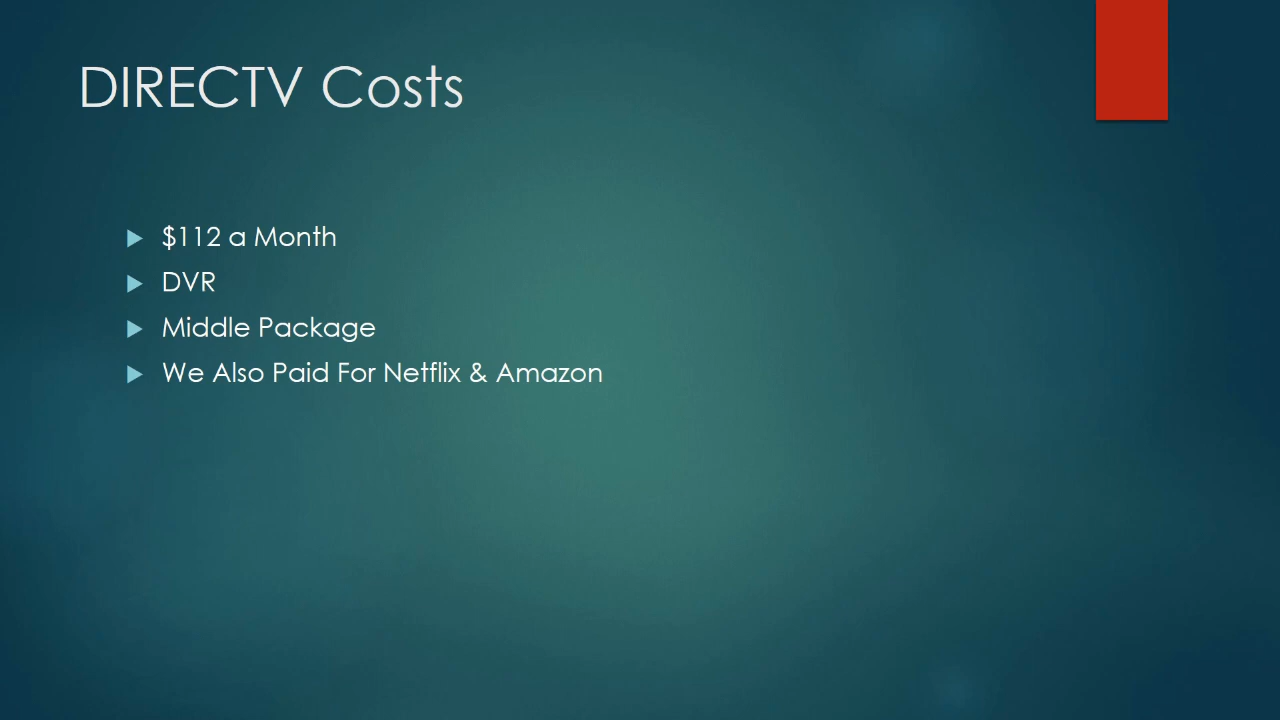 DIRECTV Costs
$112 a Month
DVR
Middle Package
We Also Paid For Netflix & Amazon